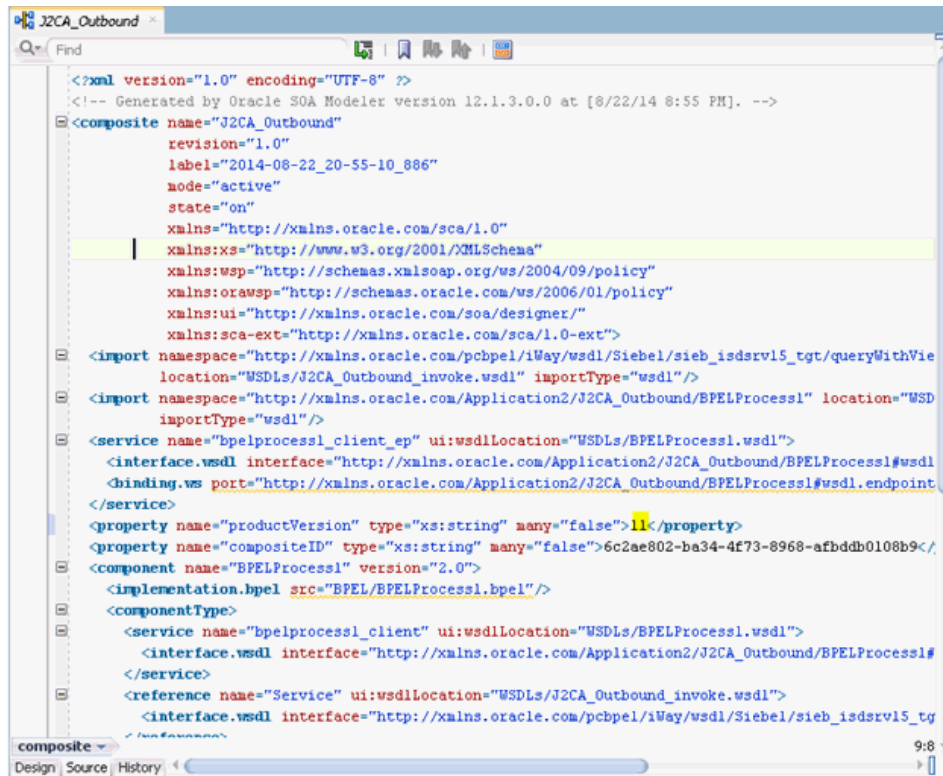 J2CA_Outbound
Find
<?xml version="1.0" encoding="UTF-8" ?>
<!-- Generated by Oracle SOA Modeler version 12.1.3.0.0 at [8/22/14 8:55 PM]. -->
<composite name="J2CA_Outbound"
revision="1.0"
label="2014-08-22_20-55-10_886"
mode="active"
state="on"
xmlns="http://xmlns.oracle.com/sca/1.0"
xmlns:xs="http://www.w3.org/2001/XMLSchema"
xmlns:wsp="http://schemas.xmlsoap.org/ws/2004/09/policy"
xmlns:orawsp="http://schemas.oracle.com/ws/2006/01/policy"
xmlns:ui="http://xmlns.oracle.com/soa/designer/"
xmlns:sca-ext="http://xmlns.oracle.com/sca/1.0-ext">
<import namespace="http://xmlns.oracle.com/pcbpel/iWay/wsdl/Siebel/sieb_isdsrv15_tgt/queryWithVie
location="WSDLs/J2CA_Outbound_invoke.wsdl" importType="wsdl"/>
<import namespace="http://xmlns.oracle.com/Application2/J2CA_Outbound/BPELProcess1" location="WSD
importType="wsdl"/>
<service name="bpelprocess1_client_ep" ui:wsdlLocation="WSDLs/BPELProcess1.wsdl">
<interface.wsdl interface="http://xmlns.oracle.com/Application2/J2CA_Outbound/BPELProcess1#wsdl
<binding.ws port="http://xmlns.oracle.com/Application2/J2CA_Outbound/BPELProcess1#wsdl.endpoint
</service>
<property name="productVersion" type="xs:string" many="false">11</property>
<property name="compositeID" type="xs:string" many="false">6c2ae802-ba34-4f73-8968-afbddb0108b9</
<component name="BPELProcess1" version="2.0">
<implementation.bpel src="BPEL/BPELProcess1.bpel"/>
<componentType>
<service name="bpelprocess1_client" ui:wsdlLocation="WSDLs/BPELProcess1.wsdl">
<interface.wsdl interface="http://xmlns.oracle.com/Application2/J2CA_Outbound/BPELProcess1#
</service>
<reference name="Service" ui:wsdlLocation="WSDLs/J2CA_Outbound_invoke.wsdl">
<interface.wsdl interface="http://xmlns.oracle.com/pcbpel/iWay/wsdl/Siebel/sieb_isdsrv15_tg
composite 9:8
Design Source History